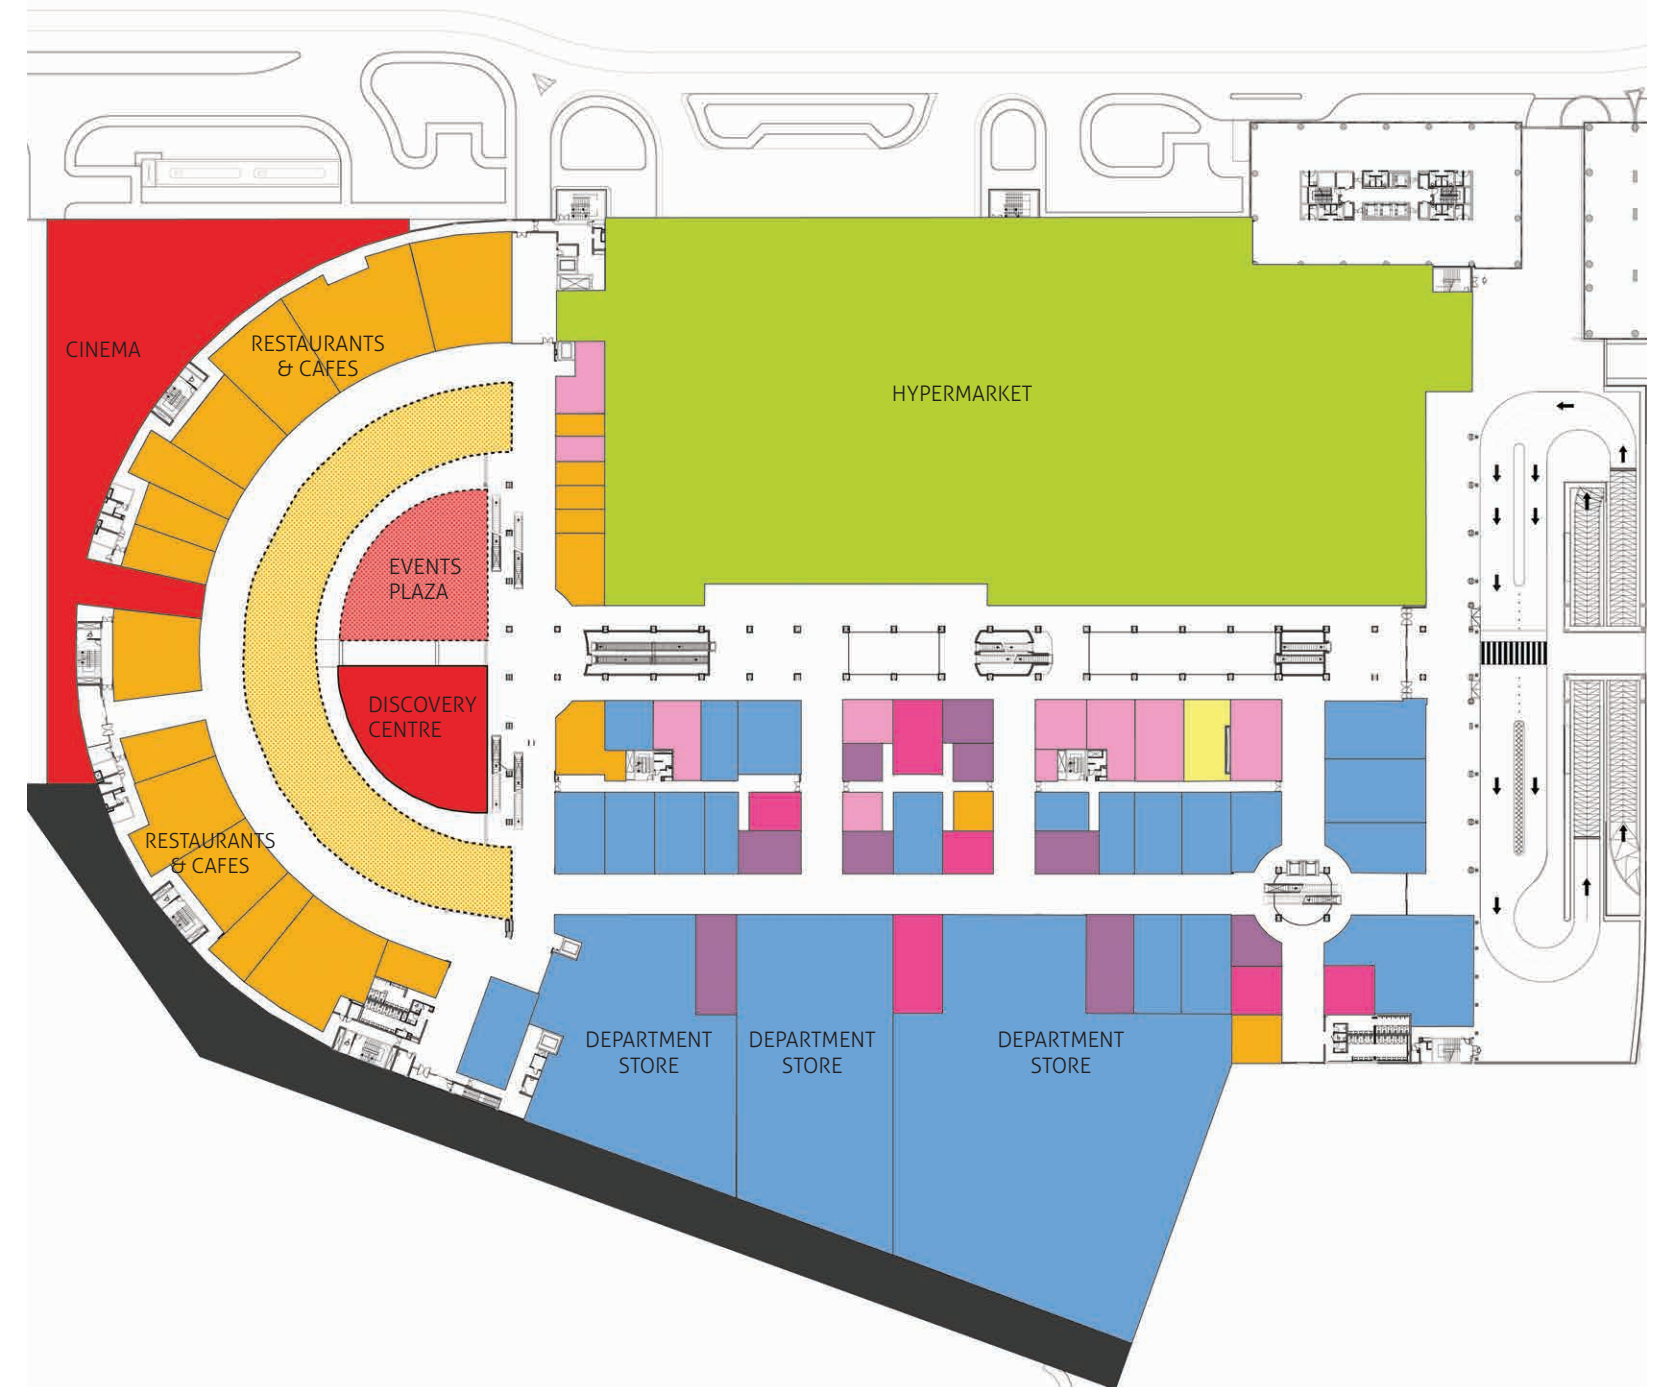 CINEMA
RESTAURANTS
& CAFES
HYPERMARKET
EVENTS
PLAZA
DISCOVERY
CENTRE
RESTAURANTS
& CAFES
DEPARTMENT
STORE
DEPARTMENT
STORE
DEPARTMENT
STORE